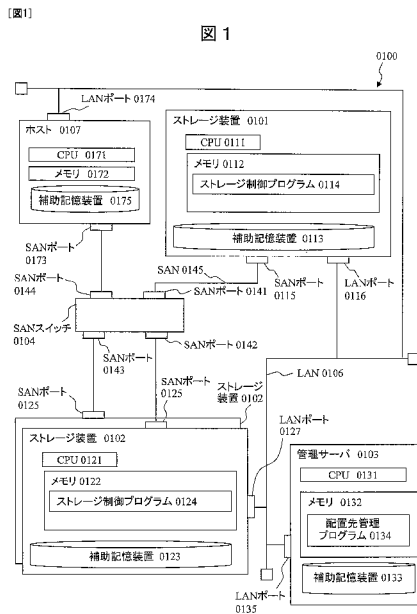 [図1]
図 1
0100
LANポート 0174
ホスト 0107
CPU 0171
メモリ 0172
補助記憶装置 0175
SANポート
0173
ストレージ装置 0101
CPU 0111
メモリ 0112
ストレージ制御プログラム 0114
補助記憶装置 0113
SAN 0145
SANポート
0144
SANポート 0141
SANポート
0115
LANポート
0116
SANスイッチ
0104
SANポート
0143
SANポート 0142
LAN 0106
SANポート
0125
SANポート
0125
ストレージ
装置 0102
LANポート
0127
ストレージ装置 0102
CPU 0121
メモリ 0122
ストレージ制御プログラム 0124
補助記憶装置 0123
管理サーバ 0103
CPU 0131
メモリ 0132
配置先管理
プログラム 0134
補助記憶装置 0133
LANポート
0135